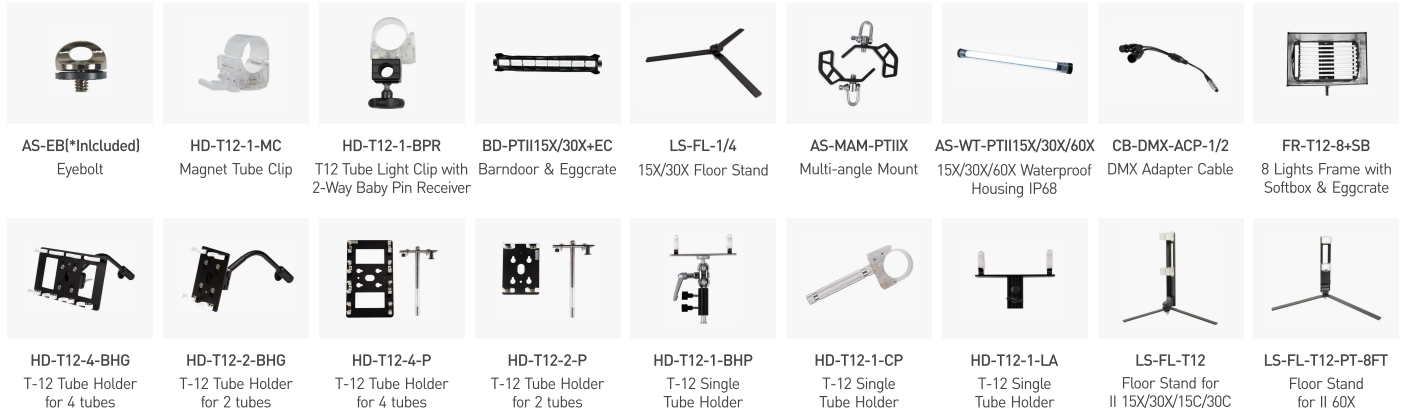 AS-EB(*Inlcluded)
Eyebolt
HD-T12-1-MC
Magnet Tube Clip
HD-T12-1-BPR
T12 Tube Light Clip with
2-Way Baby Pin Receiver
BD-PTII15X/30X+EC
Barndoor & Eggcrate
LS-FL-1/4
15X/30X Floor Stand
AS-MAM-PTIIX
Multi-angle Mount
AS-WT-PTII15X/30X/60X
15X/30X/60X Waterproof
Housing IP68
CB-DMX-ACP-1/2
DMX Adapter Cable
FR-T12-8+SB
8 Lights Frame with
Softbox & Eggcrate
HD-T12-4-BHG
T-12 Tube Holder
for 4 tubes
HD-T12-2-BHG
T-12 Tube Holder
for 2 tubes
HD-T12-4-P
T-12 Tube Holder
for 4 tubes
HD-T12-2-P
T-12 Tube Holder
for 2 tubes
HD-T12-1-BHP
T-12 Single
Tube Holder
HD-T12-1-CP
T-12 Single
Tube Holder
HD-T12-1-LA
T-12 Single
Tube Holder
LS-FL-T12
Floor Stand for
II 15X/30X/15C/30C
LS-FL-T12-PT-8FT
Floor Stand
for II 60X